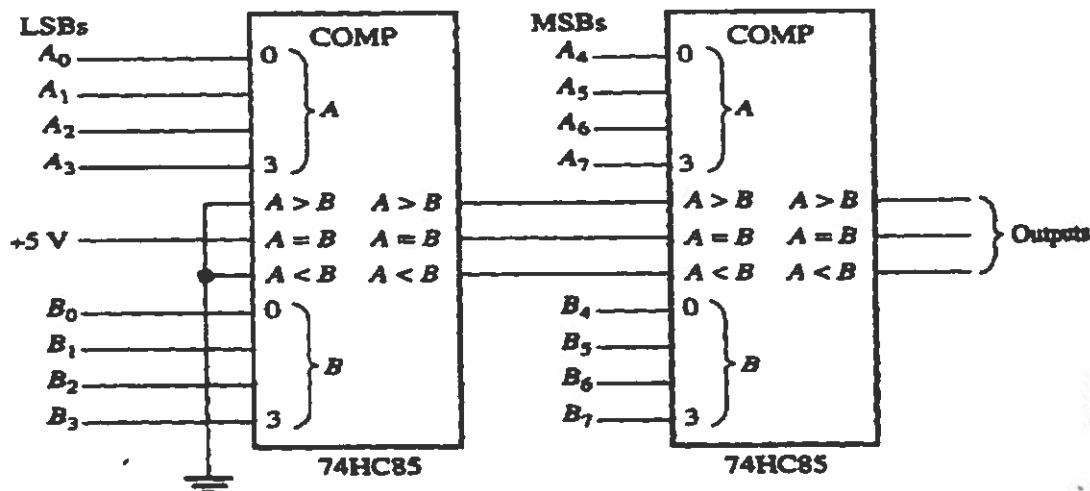 LSBs
A0
A1
A2
A3
+5 V
B0
B1
B2
B3
COMP
0
A
3
A > B A > B
A = B A = B
A < B A < B
0
B
3
74HC85
MSBs
A4
A5
A6
A7
B4
B5
B6
B7
COMP
0
A
3
A > B A > B
A = B A = B
A < B A < B
0
B
3
74HC85
Outputs